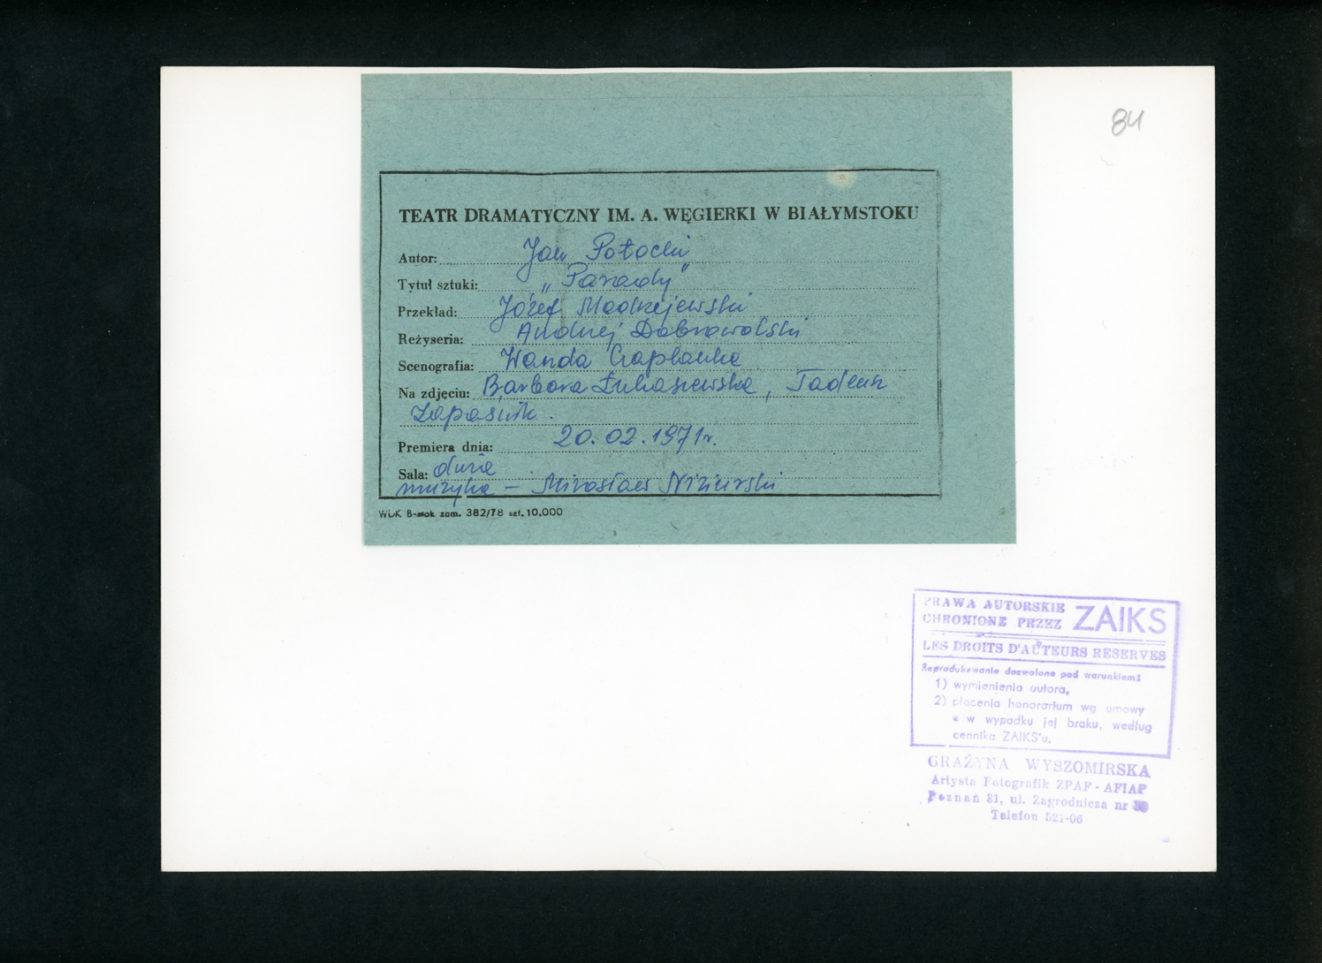 84
TEATR DRAMATYCZNY IM. A. WĘGIERKI W BIAŁYMSTOKU
Autor: Jan Potocki
Tytuł sztuki: „Parady"
Przekład: Józef Modrzejewski
Reżyseria: Andrzej Dobrowolski
Scenografia: Wanda Czaplanka
Na zdjęciu: Barbara Łukaszewska, Tadeusz
Zapaśnik.
Premiera dnia: 20.02.1971r.
Sala: duża
muzyka – Mirosław Niziurski
WDK B-stok zam. 382/78 szt. 10.000
PRAWA AUTORSKIE ZAIKS
CHRONIONE PRZEZ
LES DROITS D'AUTEURS RESERVES
Reprodukowanie dozwolone pod warunkiem:
1) wymienienia autora,
2) płacenia honorarium wg umowy
a w wypadku jej braku, według
cennika ZAIKS'u.
GRAŻYNA WYSZOMIRSKA
Artysta Fotografik ZPAF - AFIAP
Poznań 31, ul. Zagrodnicza nr
Telefon 521-06